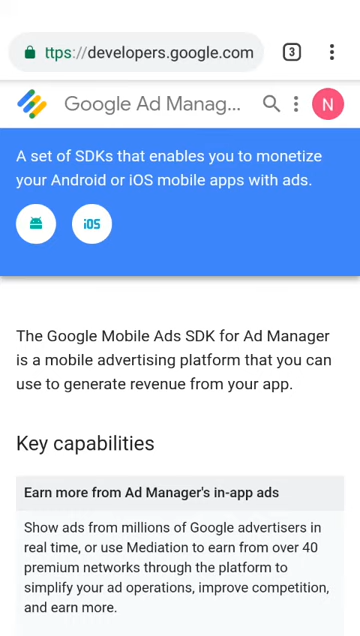 ttps://developers.google.com
3
Google Ad Manag...
N
A set of SDKs that enables you to monetize
your Android or iOS mobile apps with ads.
iOS
The Google Mobile Ads SDK for Ad Manager
is a mobile advertising platform that you can
use to generate revenue from your app.
Key capabilities
Earn more from Ad Manager's in-app ads
Show ads from millions of Google advertisers in
real time, or use Mediation to earn from over 40
premium networks through the platform to
simplify your ad operations, improve competition,
and earn more.